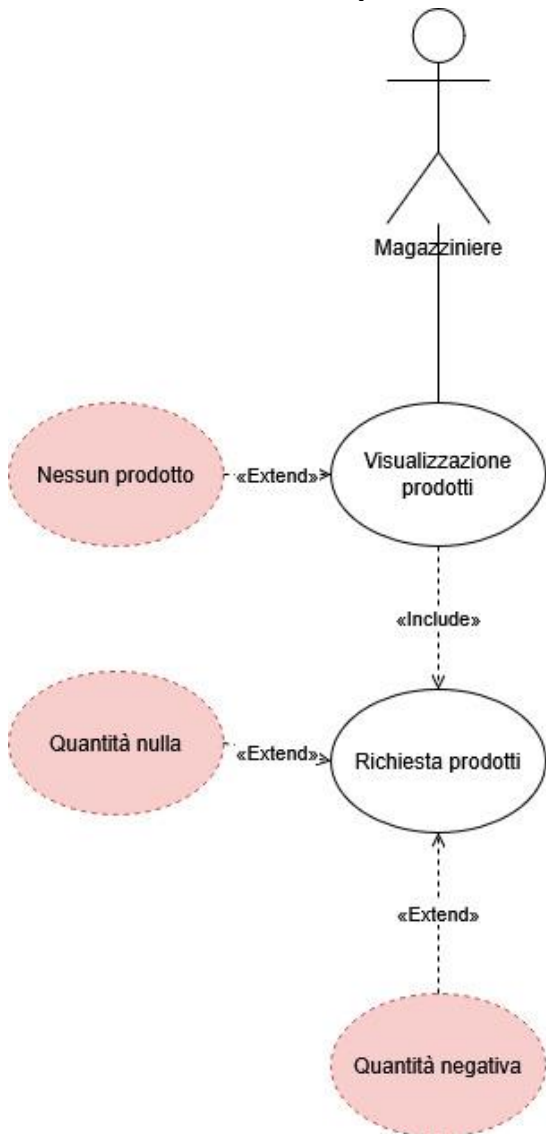 Magazziniere
Nessun prodotto
«Extend»
Visualizzazione
prodotti
«Include»
Quantità nulla
«Extend»
Richiesta prodotti
«Extend»
Quantità negativa